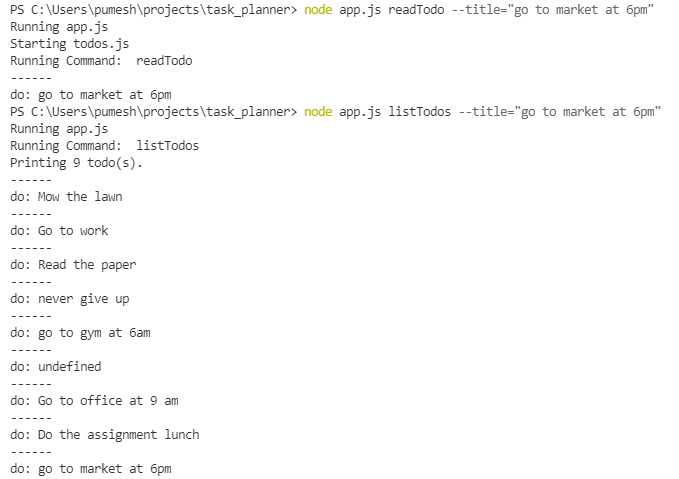 PS C:\Users\pumesh\projects\task_planner> node app.js readTodo --title="go to market at 6pm"
Running app.js
Starting todos.js
Running Command:  readTodo
------
do: go to market at 6pm
PS C:\Users\pumesh\projects\task_planner> node app.js listTodos --title="go to market at 6pm"
Running app.js
Running Command:  listTodos
Printing 9 todo(s).
------
do: Mow the lawn
------
do: Go to work
------
do: Read the paper
------
do: never give up
------
do: go to gym at 6am
------
do: undefined
------
do: Go to office at 9 am
------
do: Do the assignment lunch
------
do: go to market at 6pm